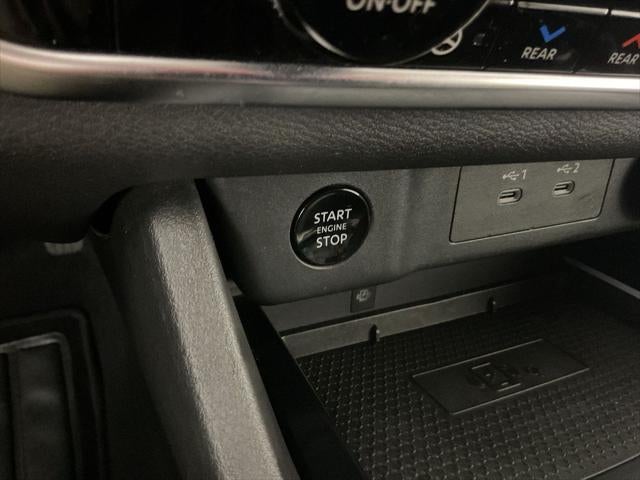 ON·OFF
REAR
REAR
1
2
START
ENGINE
STOP